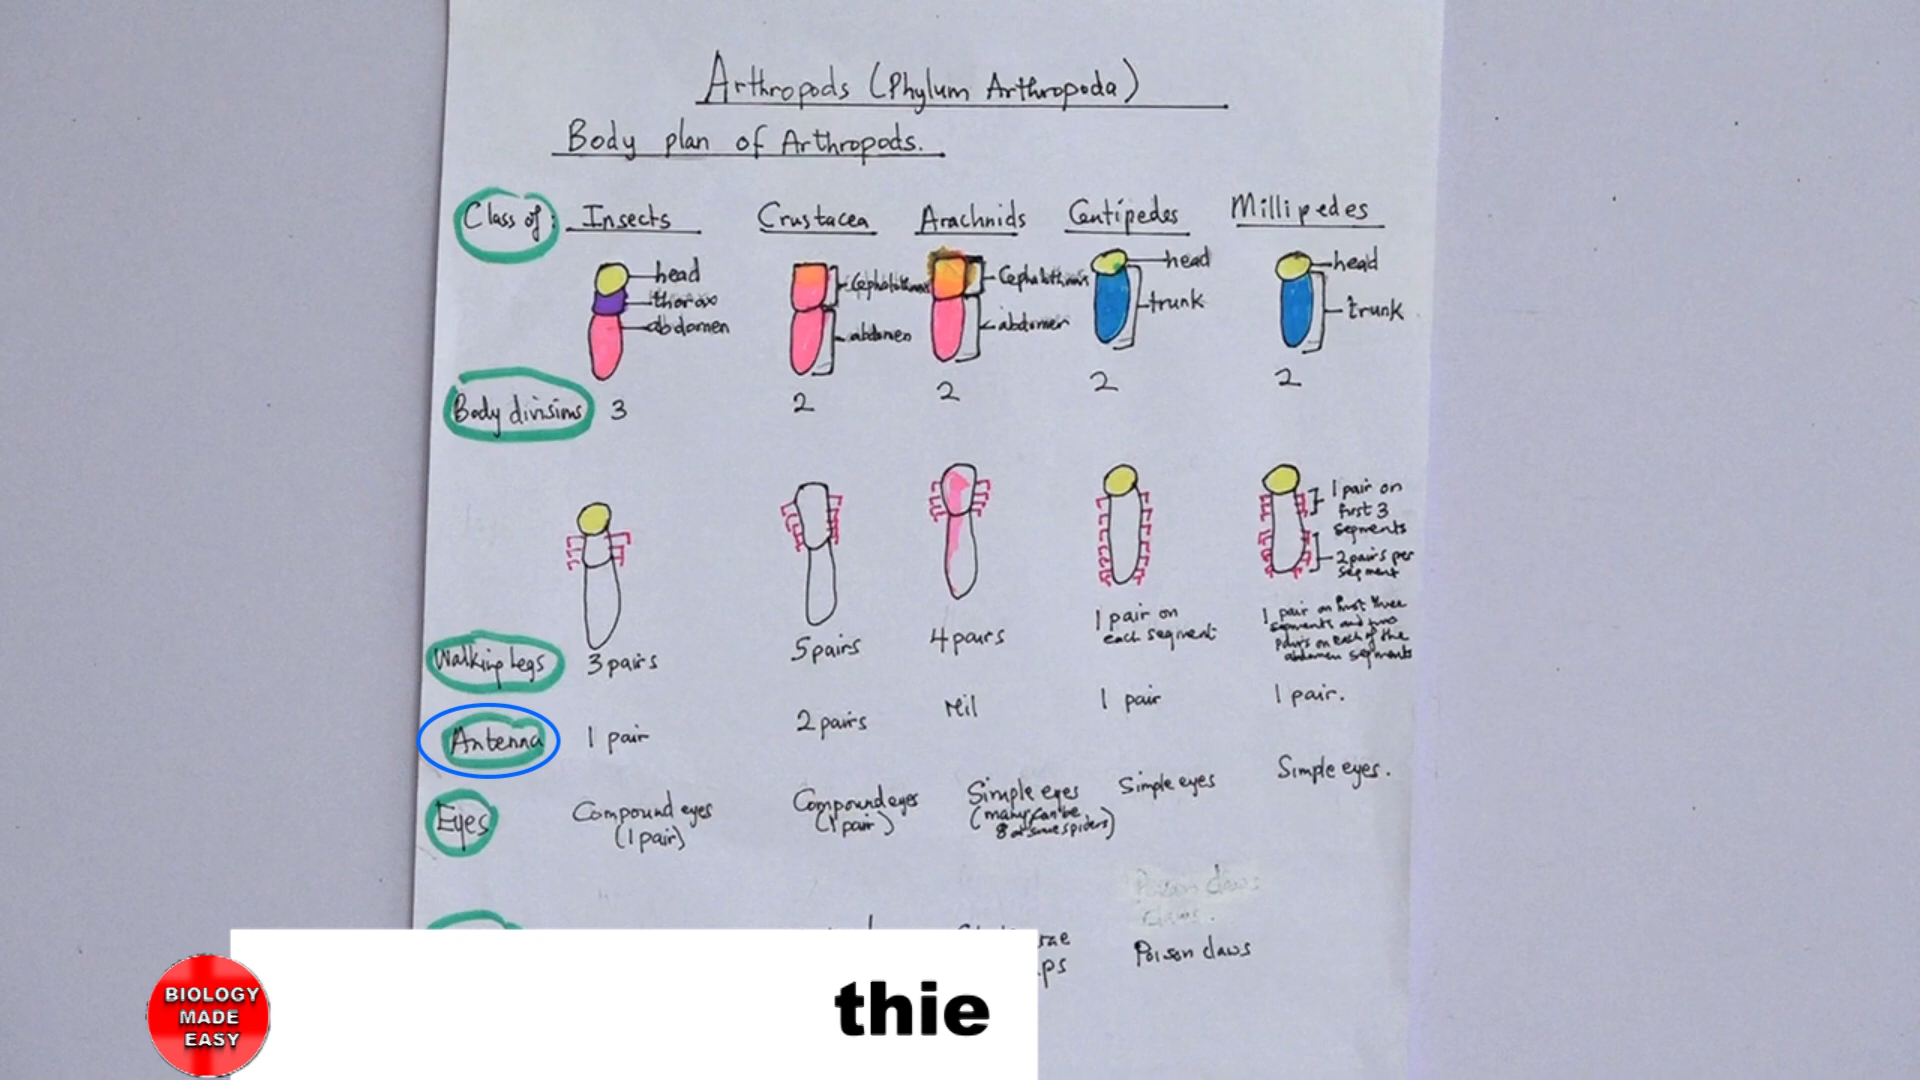 Arthropods (Phylum Arthropoda)
Body plan of Arthropods.
Class of: Insects Crustacea Arachnids Centipedes Millipedes
head
thorax
abdomen
abdomen
abdomen
head
trunk
head
trunk
Body divisions 3 2 2 2 2
1 pair on
first 3
segments
2 pairs per
segment
Walking legs 3 pairs 5 pairs 4 pairs
1 pair on
each segment
1 pair on first three
segments and two
pairs on each of the
abdomen segments
Antenna 1 pair 2 pairs Nil 1 pair 1 pair.
Eyes
Compound eyes
(1 pair)
Compound eyes
(1 pair)
Simple eyes
(many can be
8
Simple eyes
Simple eyes.
Poison claws
BIOLOGY
MADE
EASY
thie